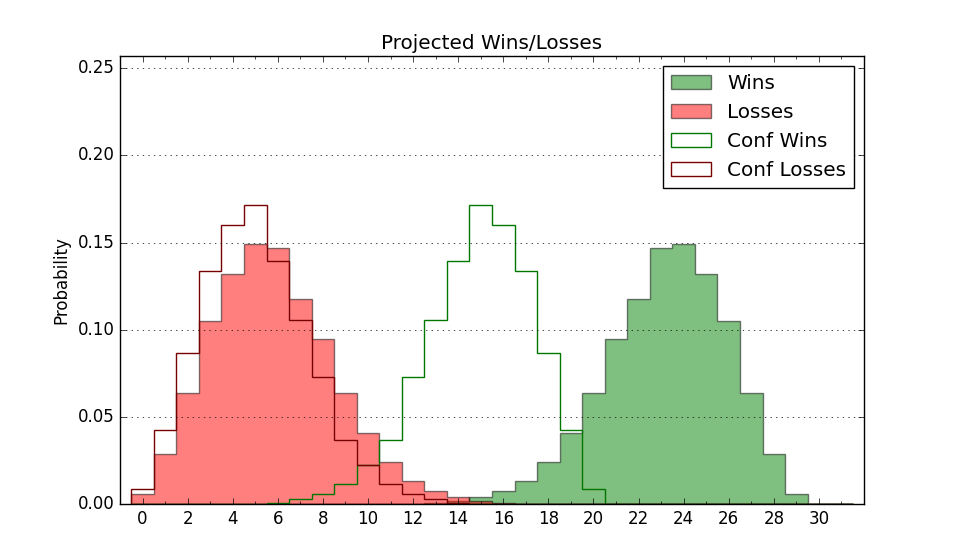 Projected Wins/Losses
Wins
Losses
Conf Wins
Conf Losses
Probability
0.25
0.20
0.15
0.10
0.05
0.00
0 2 4 6 8 10 12 14 16 18 20 22 24 26 28 30